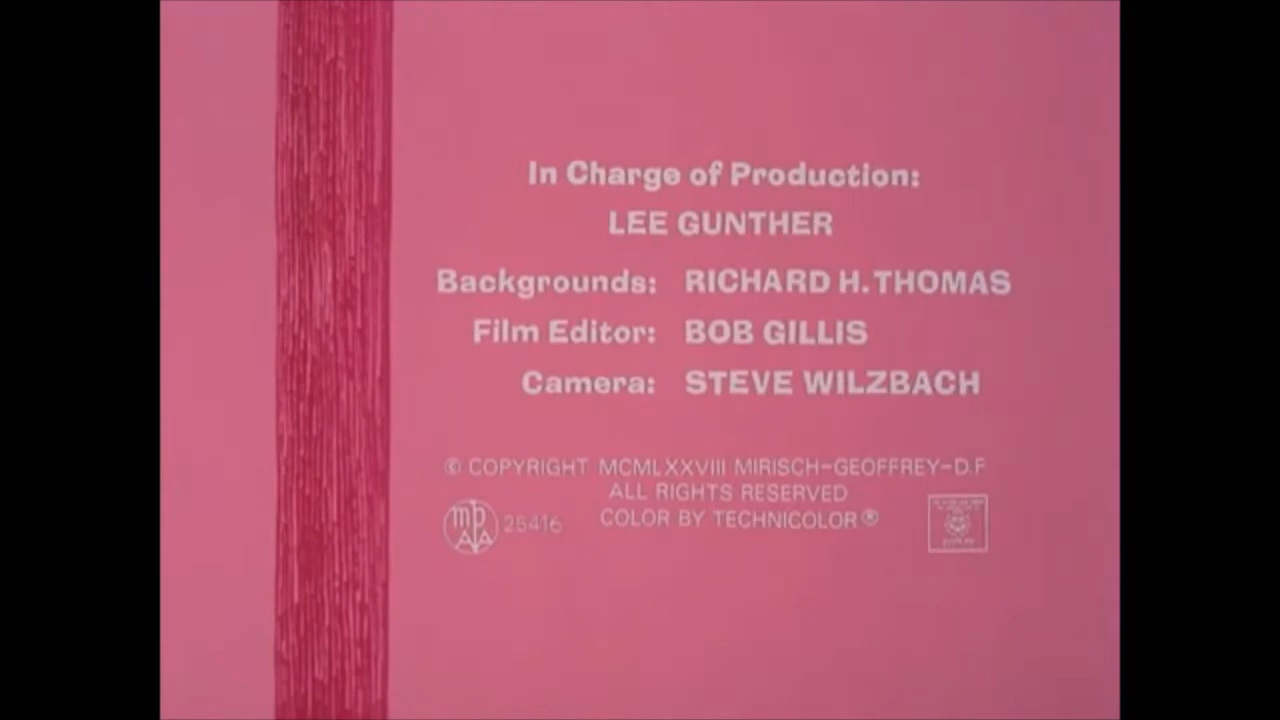 In Charge of Production:
LEE GUNTHER
Backgrounds: RICHARD H. THOMAS
Film Editor: BOB GILLIS
Camera: STEVE WILZBACH
© COPYRIGHT MCMLXXVIII MIRISCH-GEOFFREY-D.F
ALL RIGHTS RESERVED
COLOR BY TECHNICOLOR®
mpAA 25416